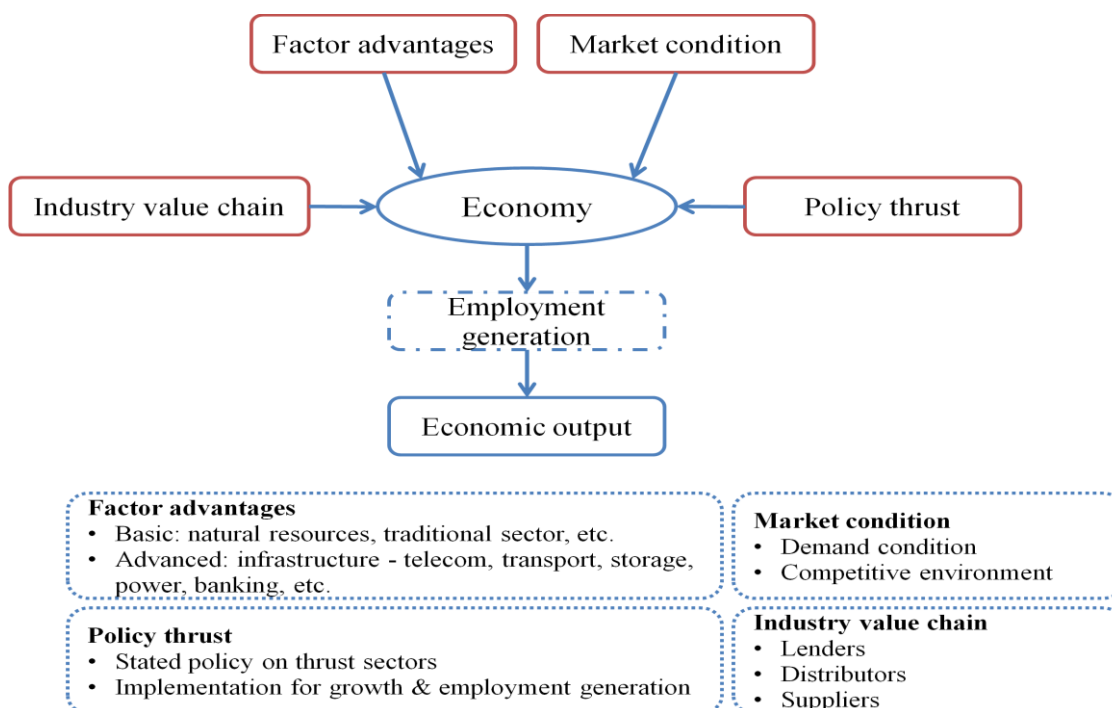 Factor advantages
Market condition
Industry value chain
Economy
Policy thrust
Employment
generation
Economic output
Factor advantages
• Basic: natural resources, traditional sector, etc.
• Advanced: infrastructure - telecom, transport, storage,
power, banking, etc.
Market condition
• Demand condition
• Competitive environment
Policy thrust
• Stated policy on thrust sectors
• Implementation for growth & employment generation
Industry value chain
• Lenders
• Distributors
• Suppliers